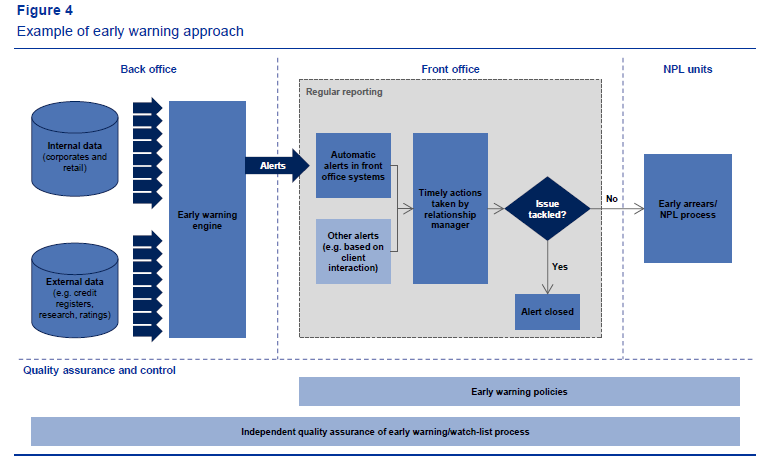 Figure 4
Example of early warning approach
Back office
Front office
NPL units
Regular reporting
Internal data
(corporates and
retail)
External data
(e.g. credit
registers,
research, ratings)
Early warning
engine
Alerts
Automatic
alerts in front
office systems
Other alerts
(e.g. based on
client
interaction)
Timely actions
taken by
relationship
manager
Issue
tackled?
No
Yes
Alert closed
Early arrears/
NPL process
Quality assurance and control
Early warning policies
Independent quality assurance of early warning/watch-list process